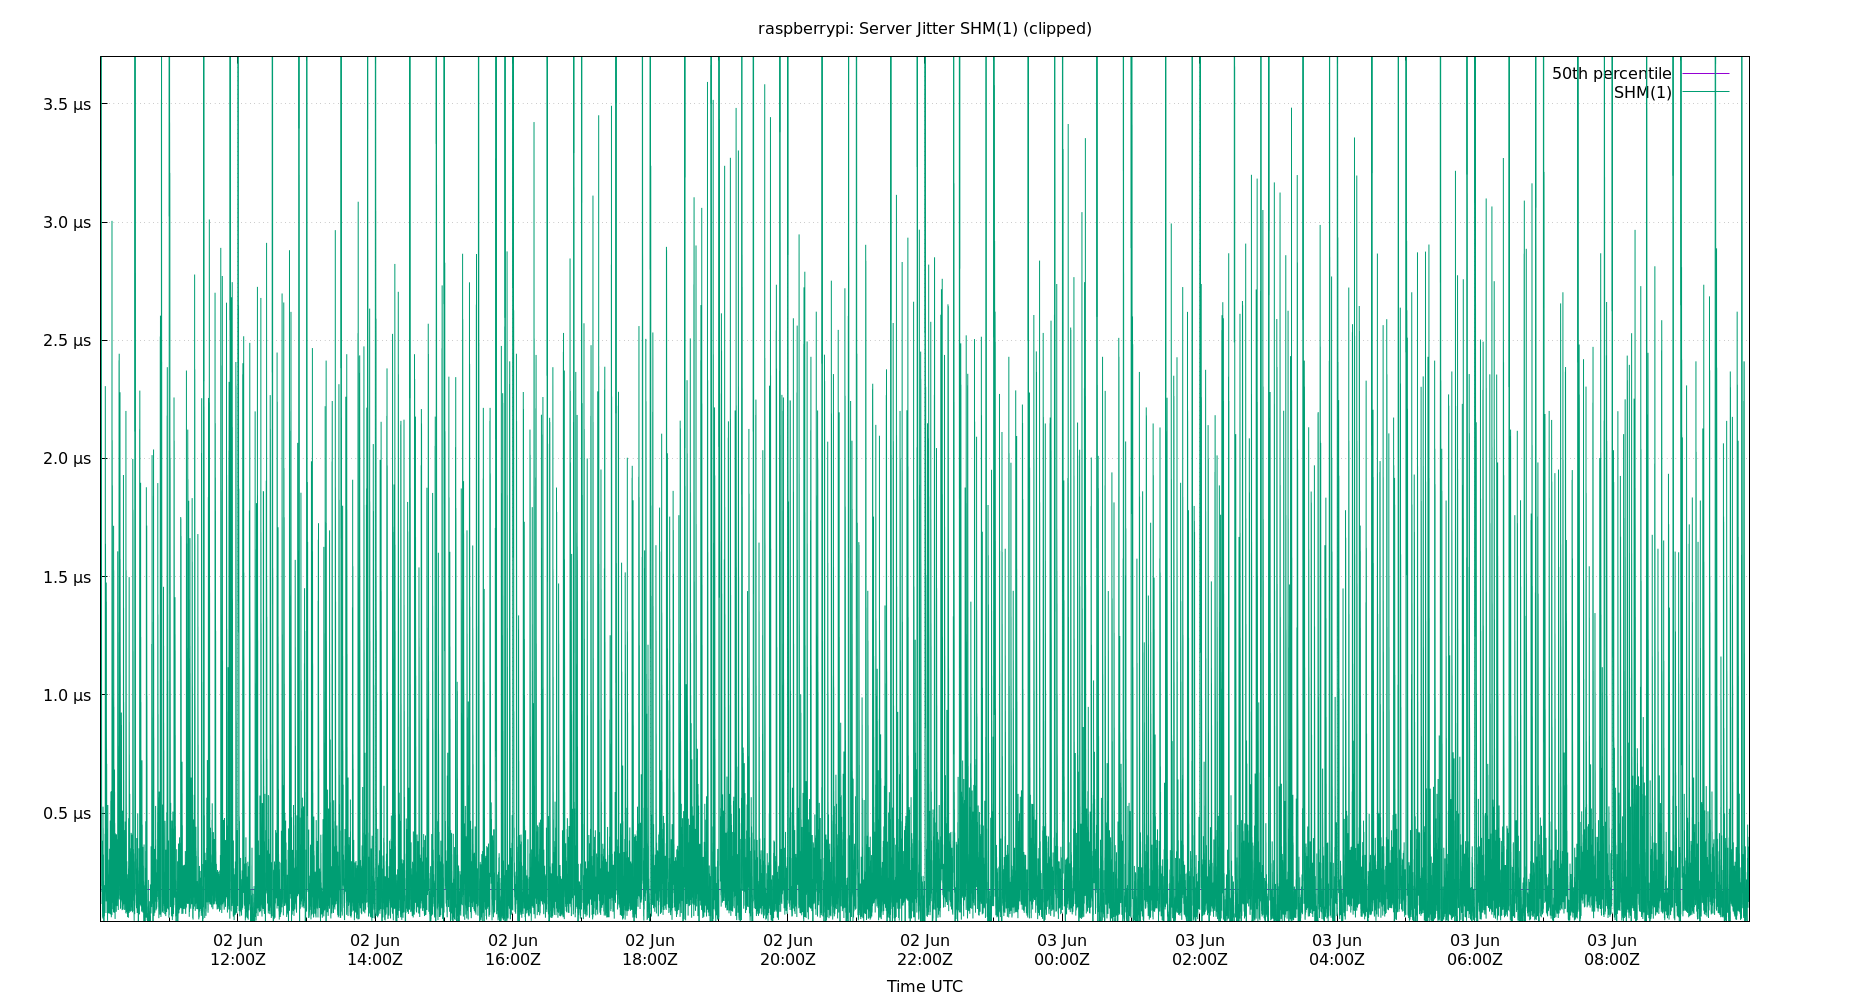 raspberrypi: Server Jitter SHM(1) (clipped)
50th percentile
SHM(1)
3.5 µs
3.0 µs
2.5 µs
2.0 µs
1.5 µs
1.0 µs
0.5 µs
02 Jun 02 Jun 02 Jun 02 Jun 02 Jun 02 Jun 03 Jun 03 Jun 03 Jun 03 Jun 03 Jun
12:00Z 14:00Z 16:00Z 18:00Z 20:00Z 22:00Z 00:00Z 02:00Z 04:00Z 06:00Z 08:00Z
Time UTC